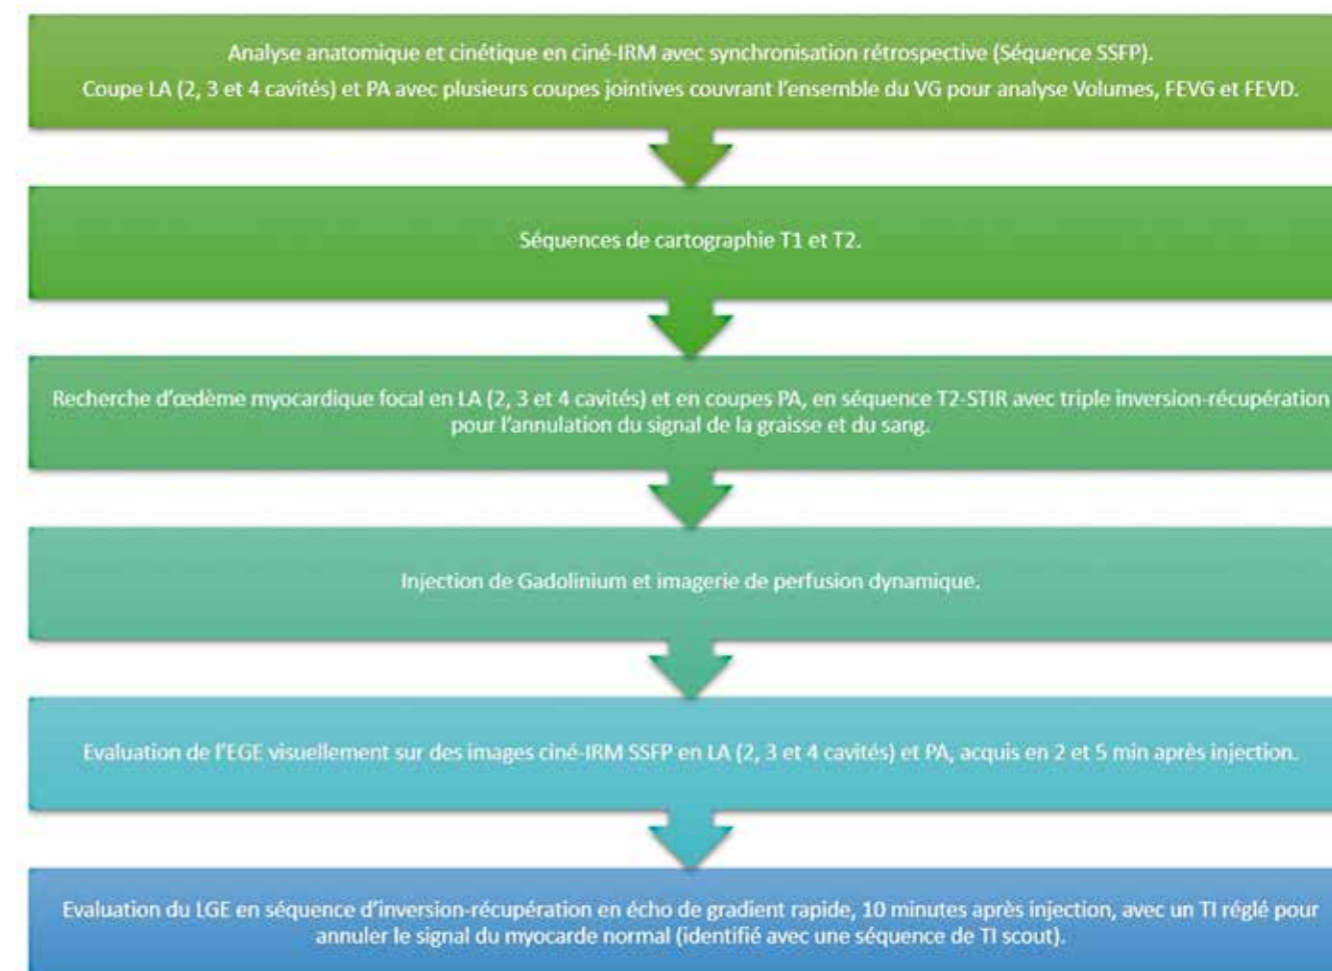 Analyse anatomique et cinétique en ciné-IRM avec synchronisation rétrospective (Séquence SSFP).
Coupe LA (2, 3 et 4 cavités) et PA avec plusieurs coupes jointives couvrant l'ensemble du VG pour analyse Volumes, FEVG et FEVD.
Séquences de cartographie T1 et T2.
Recherche d'œdème myocardique focal en LA (2, 3 et 4 cavités) et en coupes PA, en séquence T2-STIR avec triple inversion-récupération
pour l'annulation du signal de la graisse et du sang.
Injection de Gadolinium et imagerie de perfusion dynamique.
Evaluation de l'EGE visuellement sur des images ciné-IRM SSFP en LA (2, 3 et 4 cavités) et PA, acquis en 2 et 5 min après injection.
Evaluation du LGE en séquence d'inversion-récupération en écho de gradient rapide, 10 minutes après injection, avec un TI réglé pour
annuler le signal du myocarde normal (identifié avec une séquence de TI scout).